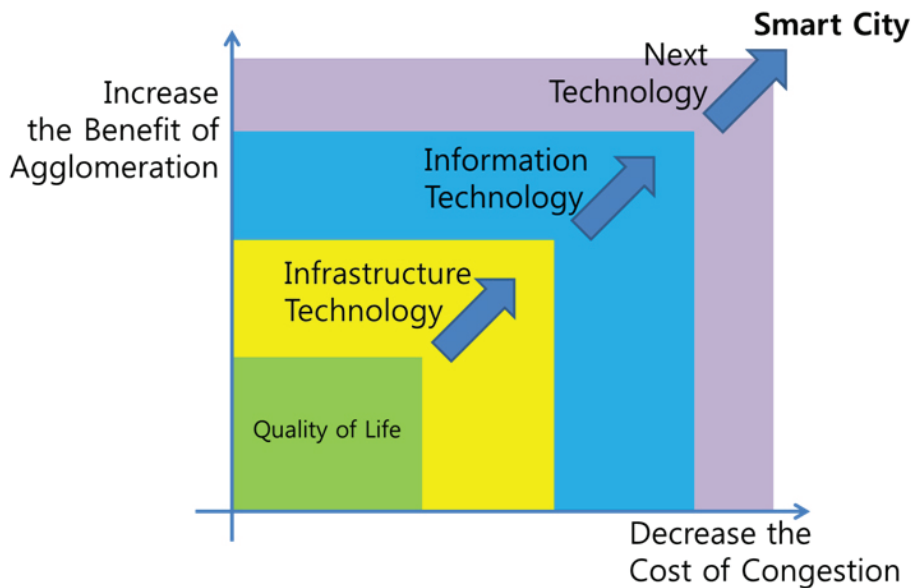 Smart City
Next
Technology
Increase
the Benefit of
Agglomeration
Information
Technology
Infrastructure
Technology
Quality of Life
Decrease the
Cost of Congestion